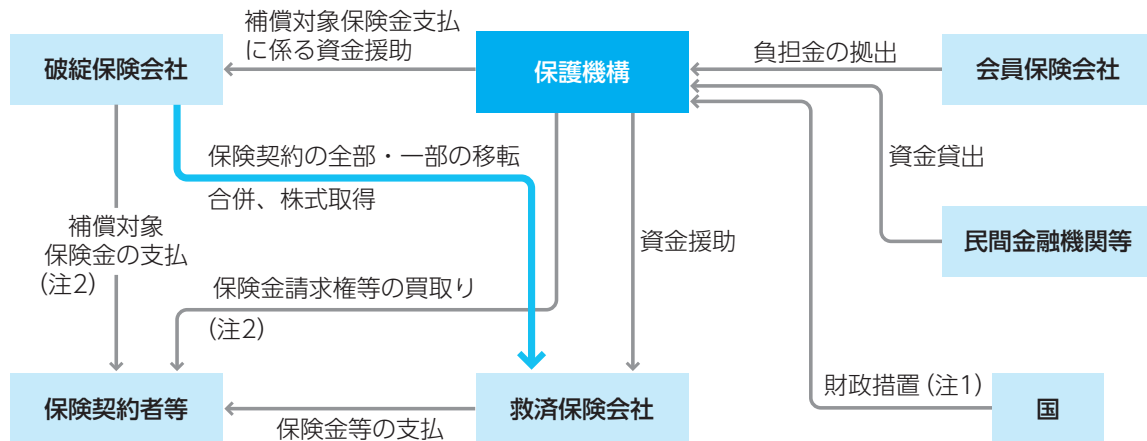 補償対象保険金支払
に係る資金援助
破綻保険会社
保護機構
負担金の拠出
会員保険会社
保険契約の全部・一部の移転
合併、株式取得
資金貸出
補償対象
保険金の支払
(注2)
資金援助
民間金融機関等
保険金請求権等の買取り
(注2)
保険契約者等
保険金等の支払
救済保険会社
財政措置(注1)
国